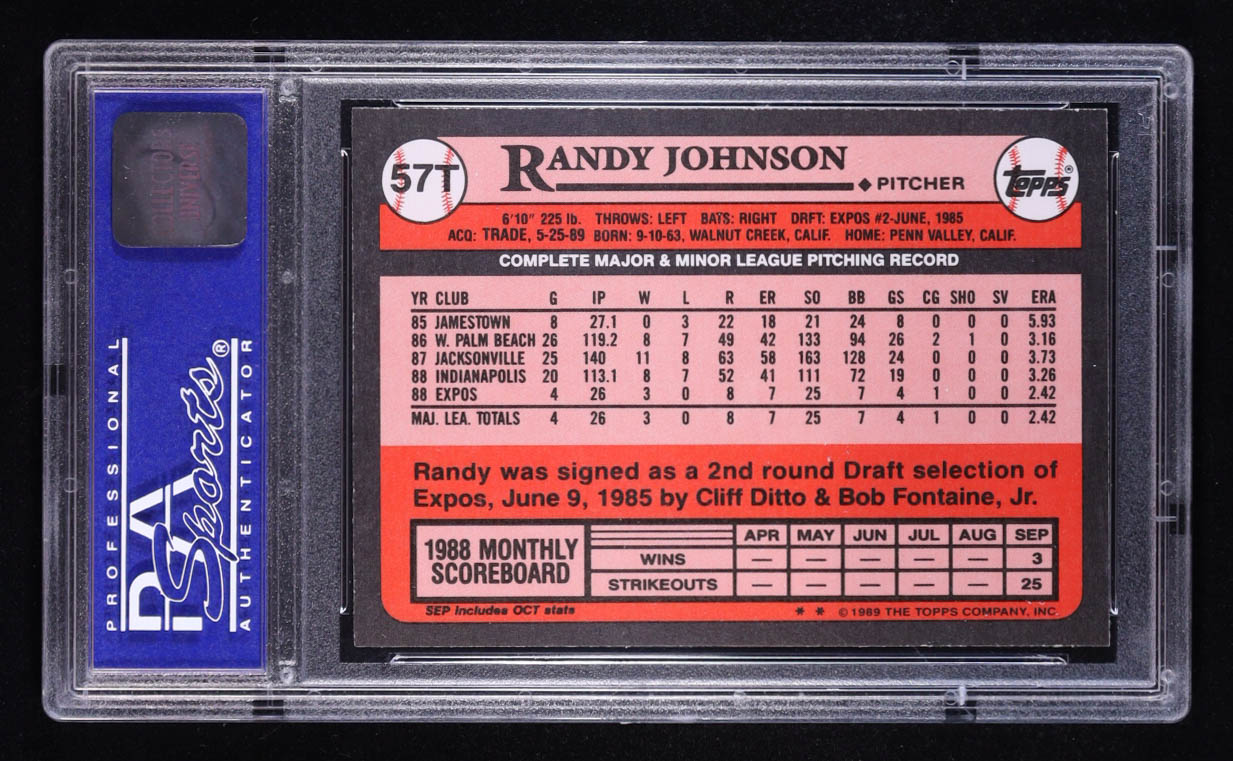 57T
RANDY JOHNSON
◆ PITCHER
Topps®
6'10" 225 lb. THROWS: LEFT BATS: RIGHT DRFT: EXPOS #2-JUNE, 1985
ACQ: TRADE, 5-25-89 BORN: 9-10-63, WALNUT CREEK, CALIF. HOME: PENN VALLEY, CALIF.
COMPLETE MAJOR & MINOR LEAGUE PITCHING RECORD
YR CLUB G IP W L R ER SO BB GS CG SHO SV ERA
85 JAMESTOWN 8 27.1 0 3 22 18 21 24 8 0 0 0 5.93
86 W. PALM BEACH 26 119.2 8 7 49 42 133 94 26 2 1 0 3.16
87 JACKSONVILLE 25 140 11 8 63 58 163 128 24 0 0 0 3.73
88 INDIANAPOLIS 20 113.1 8 7 52 41 111 72 19 0 0 0 3.26
88 EXPOS 4 26 3 0 8 7 25 7 4 1 0 0 2.42
MAJ. LEA. TOTALS 4 26 3 0 8 7 25 7 4 1 0 0 2.42
Randy was signed as a 2nd round Draft selection of
Expos, June 9, 1985 by Cliff Ditto & Bob Fontaine, Jr.
1988 MONTHLY
SCOREBOARD
APR MAY JUN JUL AUG SEP
WINS — — — — — 3
STRIKEOUTS — — — — — 25
SEP includes OCT stats
* * © 1989 THE TOPPS COMPANY, INC.
PROFESSIONAL
PSA
Sports®
AUTHENTICATOR